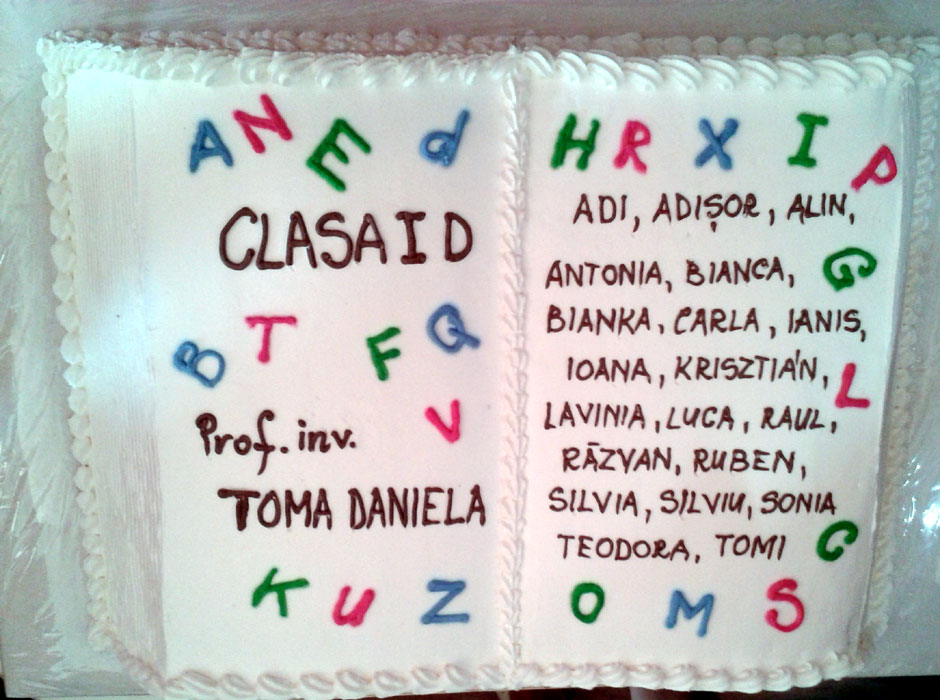 A N E d
CLASA I D
B T F Q
V
Prof. inv.
TOMA DANIELA
K U Z
H R X I P
ADI, ADIȘOR, ALIN,
G
ANTONIA, BIANCA,
BIANKA, CARLA, IANIS,
IOANA, KRISZTIÁN,
L
LAVINIA, LUCA, RAUL,
RĂZVAN, RUBEN,
SILVIA, SILVIU, SONIA
TEODORA, TOMI
C
O M S